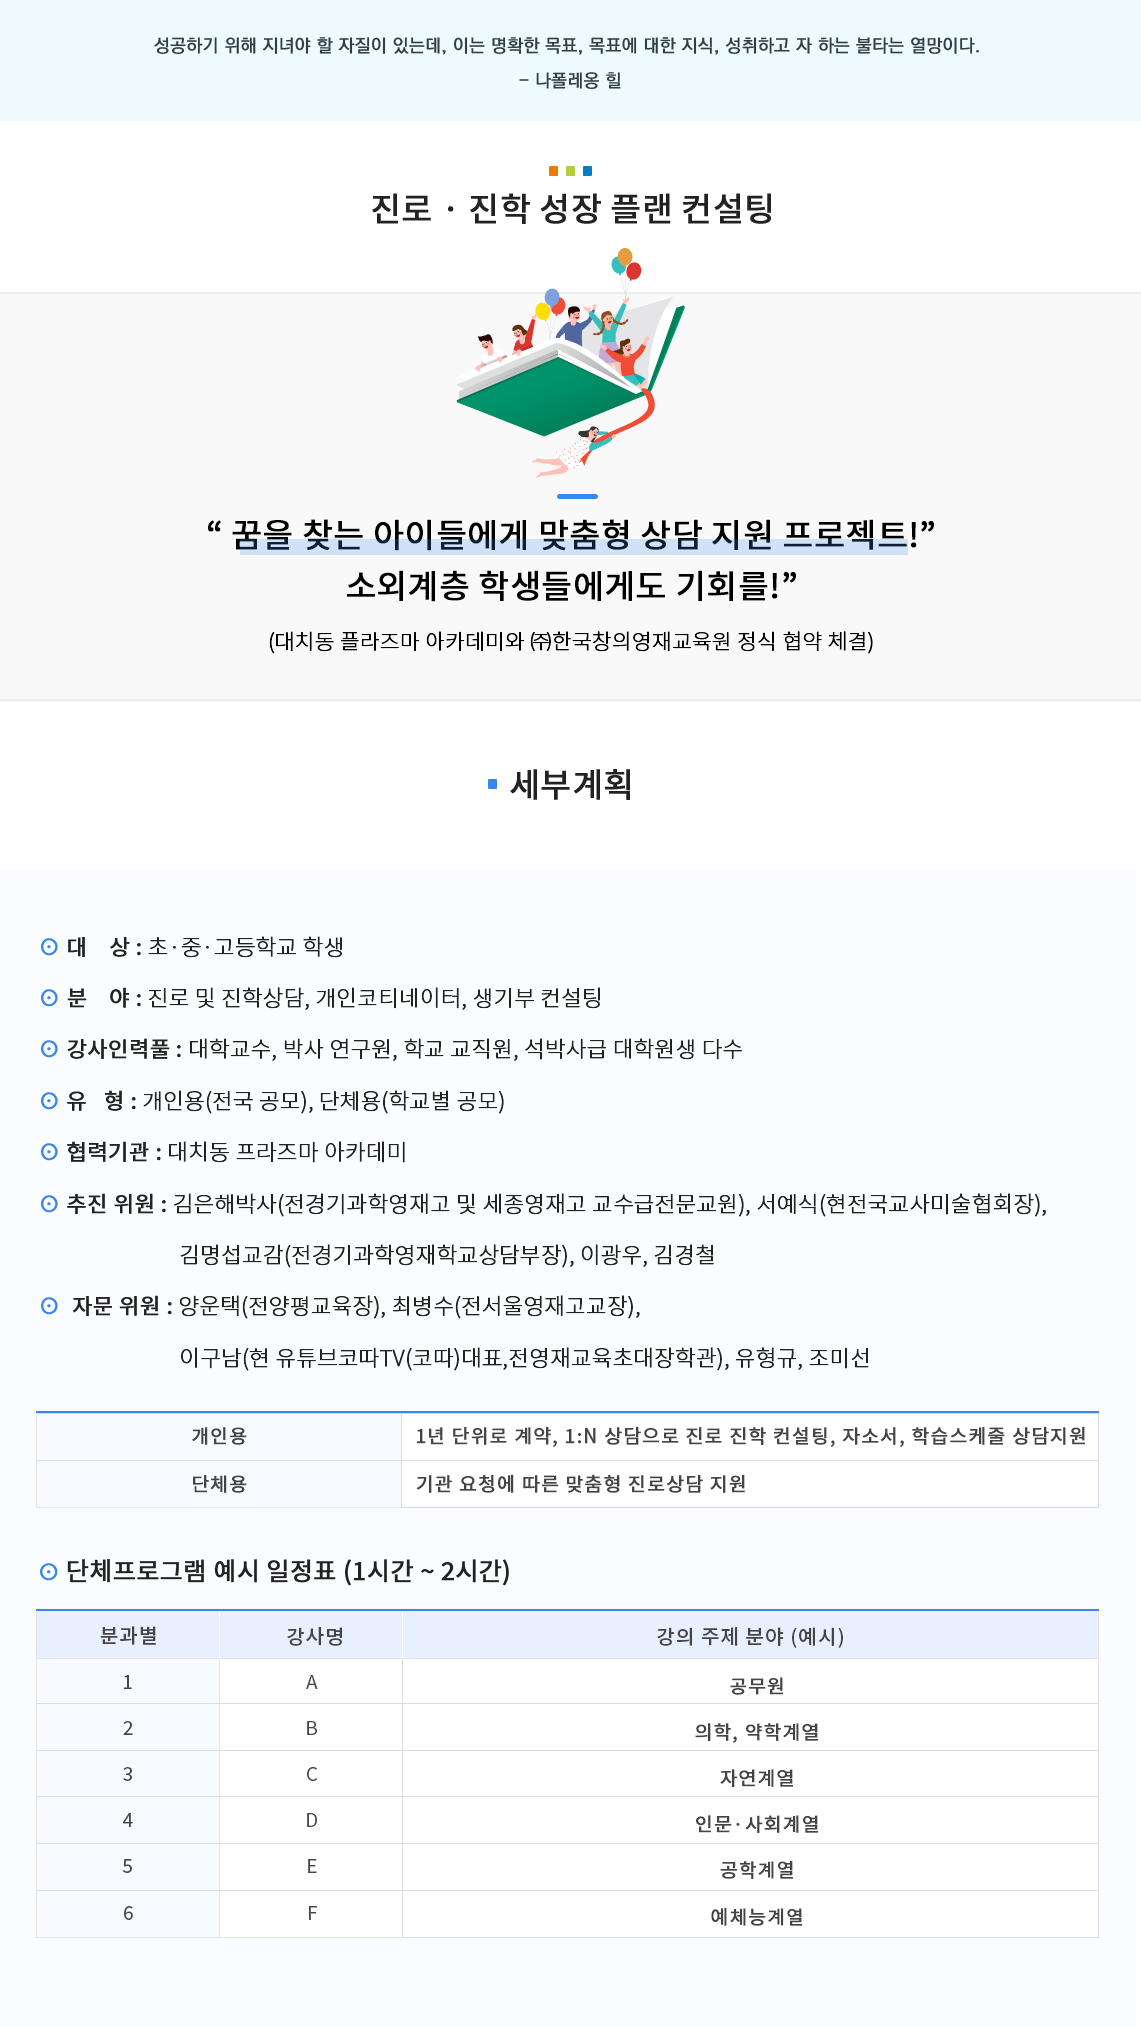 성공하기 위해 지녀야 할 자질이 있는데, 이는 명확한 목표, 목표에 대한 지식, 성취하고 자 하는 불타는 열망이다.
- 나폴레옹 힐
진로 · 진학 성장 플랜 컨설팅
“ 꿈을 찾는 아이들에게 맞춤형 상담 지원 프로젝트!”
소외계층 학생들에게도 기회를!”
(대치동 플라즈마 아카데미와 ㈜한국창의영재교육원 정식 협약 체결)
세부계획
⊙ 대 상 : 초·중·고등학교 학생
⊙ 분 야 : 진로 및 진학상담, 개인코티네이터, 생기부 컨설팅
⊙ 강사인력풀 : 대학교수, 박사 연구원, 학교 교직원, 석박사급 대학원생 다수
⊙ 유 형 : 개인용(전국 공모), 단체용(학교별 공모)
⊙ 협력기관 : 대치동 프라즈마 아카데미
⊙ 추진 위원 : 김은해박사(전경기과학영재고 및 세종영재고 교수급전문교원), 서예식(현전국교사미술협회장),
김명섭교감(전경기과학영재학교상담부장), 이광우, 김경철
⊙ 자문 위원 : 양운택(전양평교육장), 최병수(전서울영재고교장),
이구남(현 유튜브코따TV(코따)대표,전영재교육초대장학관), 유형규, 조미선
개인용 1년 단위로 계약, 1:N 상담으로 진로 진학 컨설팅, 자소서, 학습스케줄 상담지원
단체용 기관 요청에 따른 맞춤형 진로상담 지원
⊙ 단체프로그램 예시 일정표 (1시간 ~ 2시간)
분과별 강사명 강의 주제 분야 (예시)
1 A 공무원
2 B 의학, 약학계열
3 C 자연계열
4 D 인문·사회계열
5 E 공학계열
6 F 예체능계열